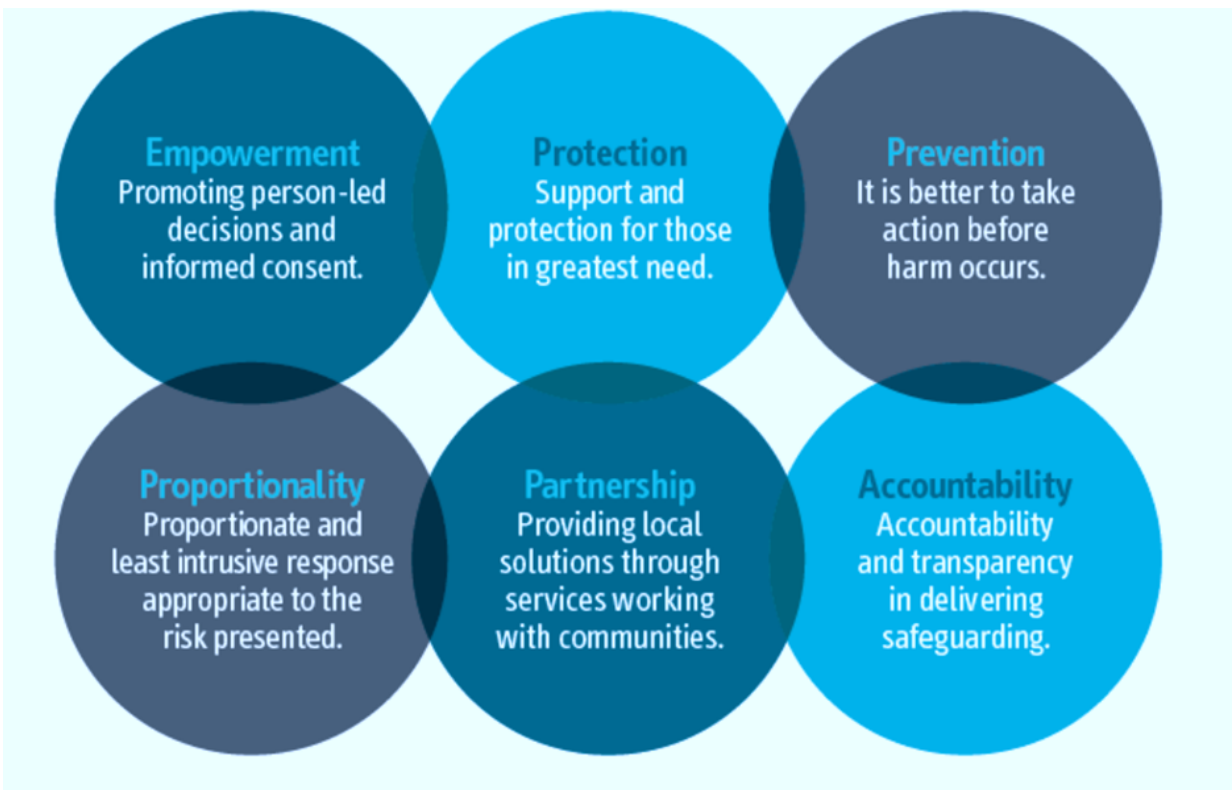 Empowerment
Promoting person-led
decisions and
informed consent.
Protection
Support and
protection for those
in greatest need.
Prevention
It is better to take
action before
harm occurs.
Proportionality
Proportionate and
least intrusive response
appropriate to the
risk presented.
Partnership
Providing local
solutions through
services working
with communities.
Accountability
Accountability
and transparency
in delivering
safeguarding.